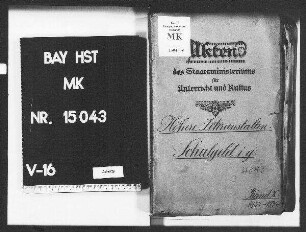 BAY HST
MK
NR. 15043
V-16
MK
Akten
des Staatsministeriums
für
Unterricht und Kultus
Höhere Lehranstalten.
Schulgeld i.g.